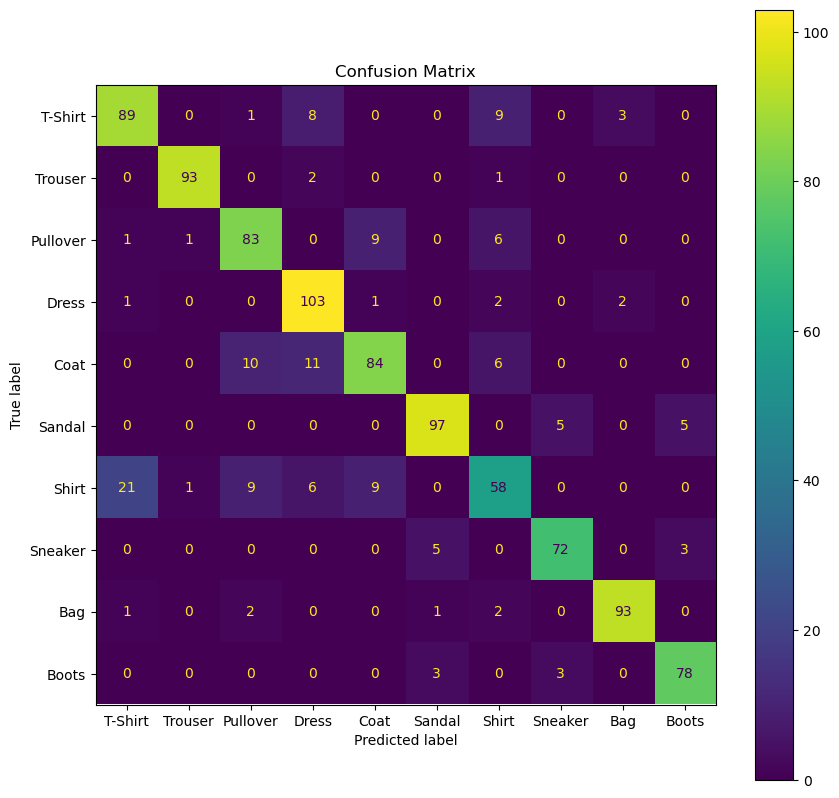 Confusion Matrix
T-Shirt 89 0 1 8 0 0 9 0 3 0
Trouser 0 93 0 2 0 0 1 0 0 0
Pullover 1 1 83 0 9 0 6 0 0 0
Dress 1 0 0 103 1 0 2 0 2 0
Coat 0 0 10 11 84 0 6 0 0 0
Sandal 0 0 0 0 0 97 0 5 0 5
Shirt 21 1 9 6 9 0 58 0 0 0
Sneaker 0 0 0 0 0 5 0 72 0 3
Bag 1 0 2 0 0 1 2 0 93 0
Boots 0 0 0 0 0 3 0 3 0 78
T-Shirt Trouser Pullover Dress Coat Sandal Shirt Sneaker Bag Boots
Predicted label
True label
100
80
60
40
20
0